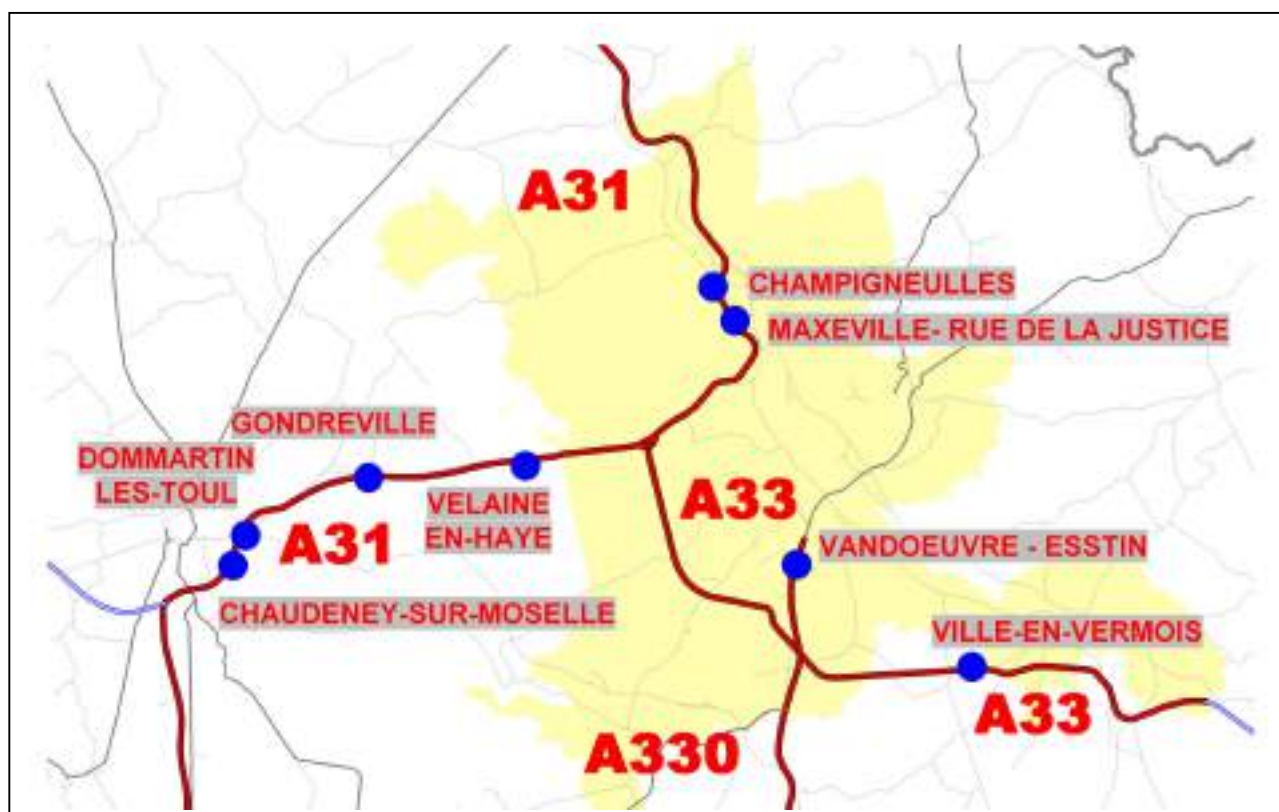 A31
CHAMPIGNEULLES
MAXEVILLE- RUE DE LA JUSTICE
GONDREVILLE
DOMMARTIN
LES-TOUL
VELAINE
EN-HAYE
A33
A31
VANDOEUVRE - ESSTIN
CHAUDENEY-SUR-MOSELLE
VILLE-EN-VERMOIS
A33
A330